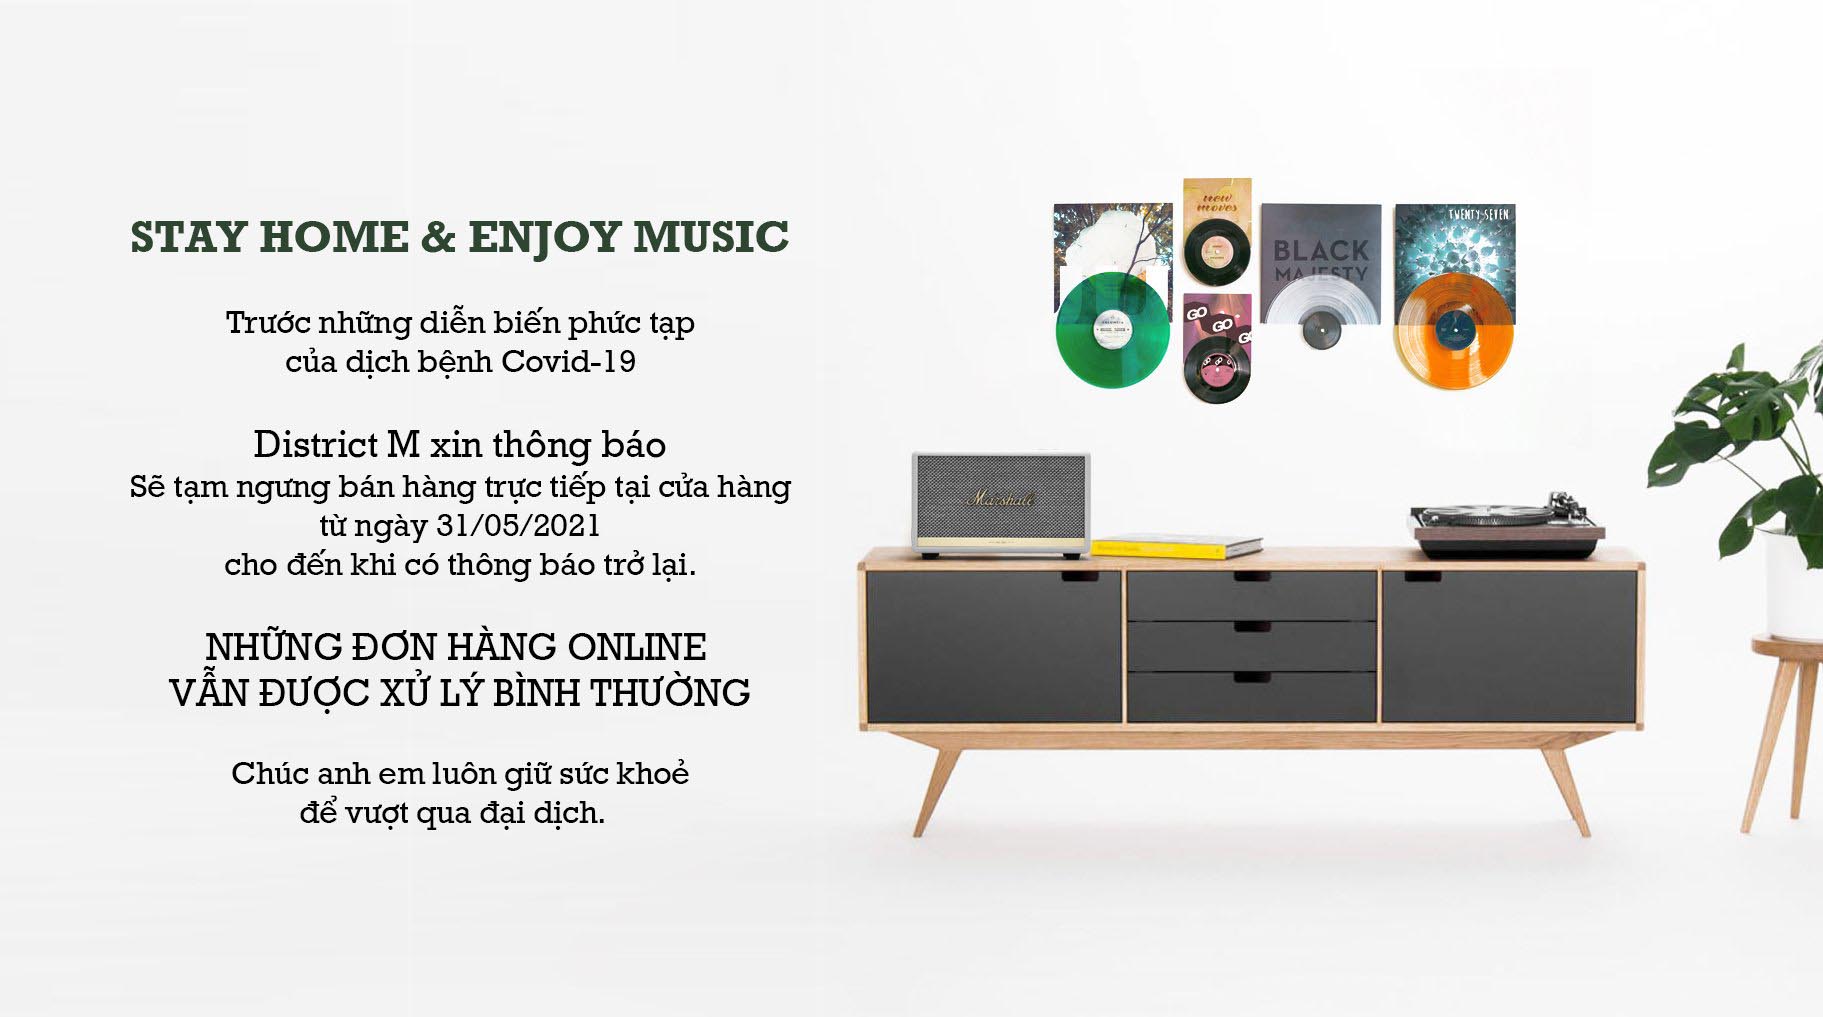 STAY HOME & ENJOY MUSIC
Trước những diễn biến phức tạp
của dịch bệnh Covid-19
District M xin thông báo
Sẽ tạm ngưng bán hàng trực tiếp tại cửa hàng
từ ngày 31/05/2021
cho đến khi có thông báo trở lại.
NHỮNG ĐƠN HÀNG ONLINE
VẪN ĐƯỢC XỬ LÝ BÌNH THƯỜNG
Chúc anh em luôn giữ sức khoẻ
để vượt qua đại dịch.
new
moves
GO
GO
GO
BLACK
MAJESTY
TWENTY SEVEN
Marshall